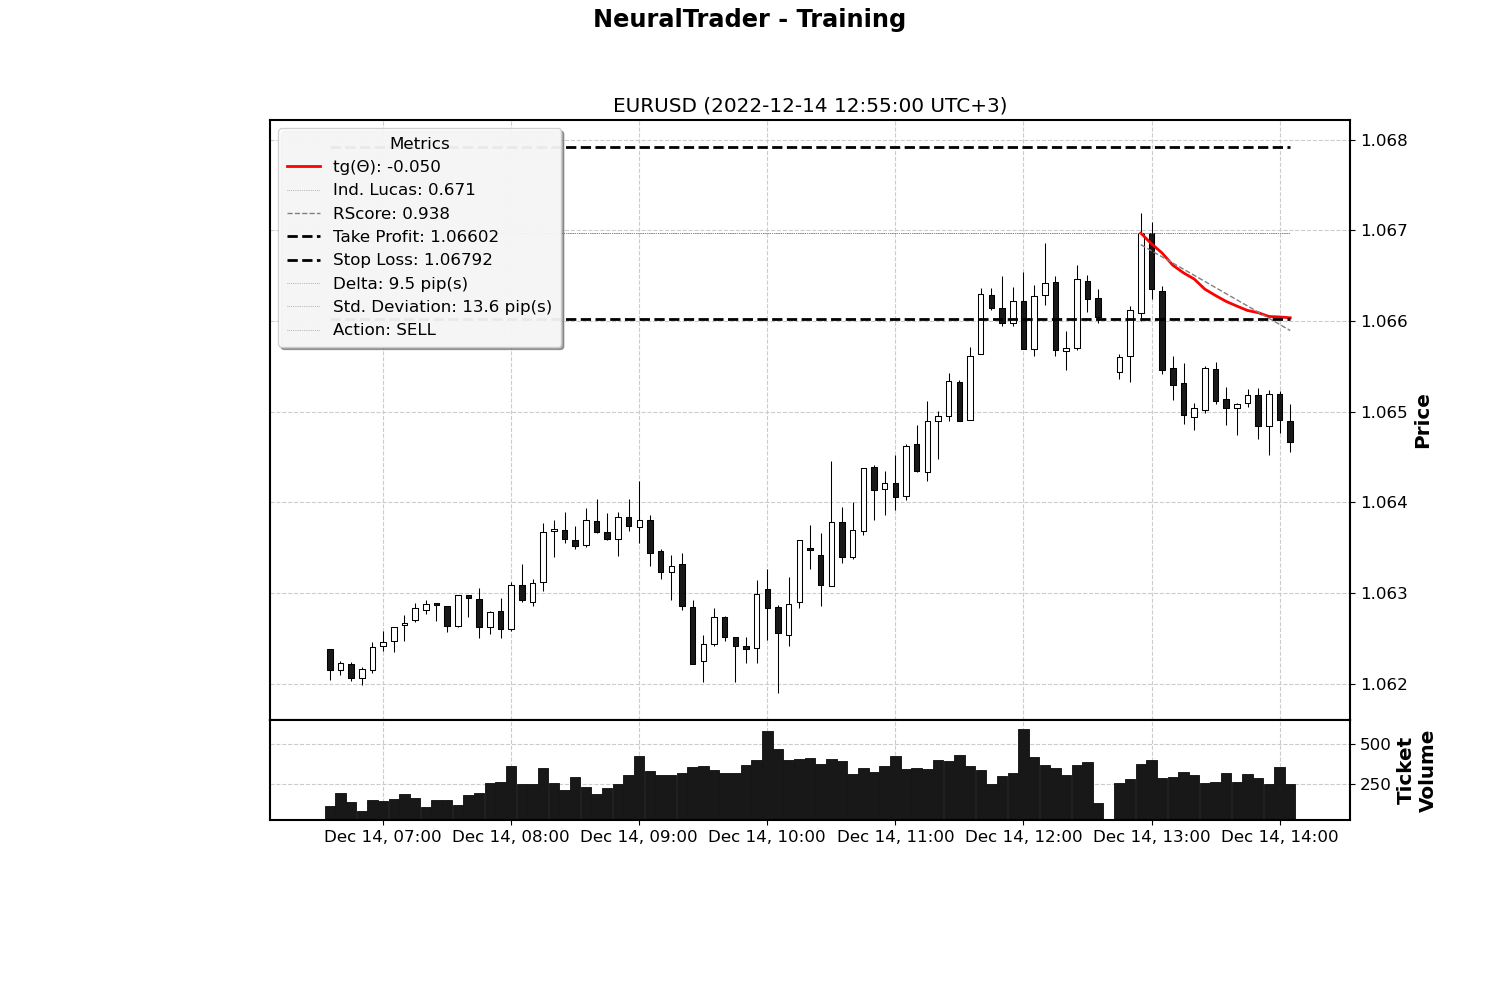 NeuralTrader - Training
EURUSD (2022-12-14 12:55:00 UTC+3)
Metrics
tg(Θ): -0.050
Ind. Lucas: 0.671
RScore: 0.938
Take Profit: 1.06602
Stop Loss: 1.06792
Delta: 9.5 pip(s)
Std. Deviation: 13.6 pip(s)
Action: SELL
1.068
1.067
1.066
1.065
1.064
1.063
1.062
Price
500
250
Ticket
Volume
Dec 14, 07:00 Dec 14, 08:00 Dec 14, 09:00 Dec 14, 10:00 Dec 14, 11:00 Dec 14, 12:00 Dec 14, 13:00 Dec 14, 14:00